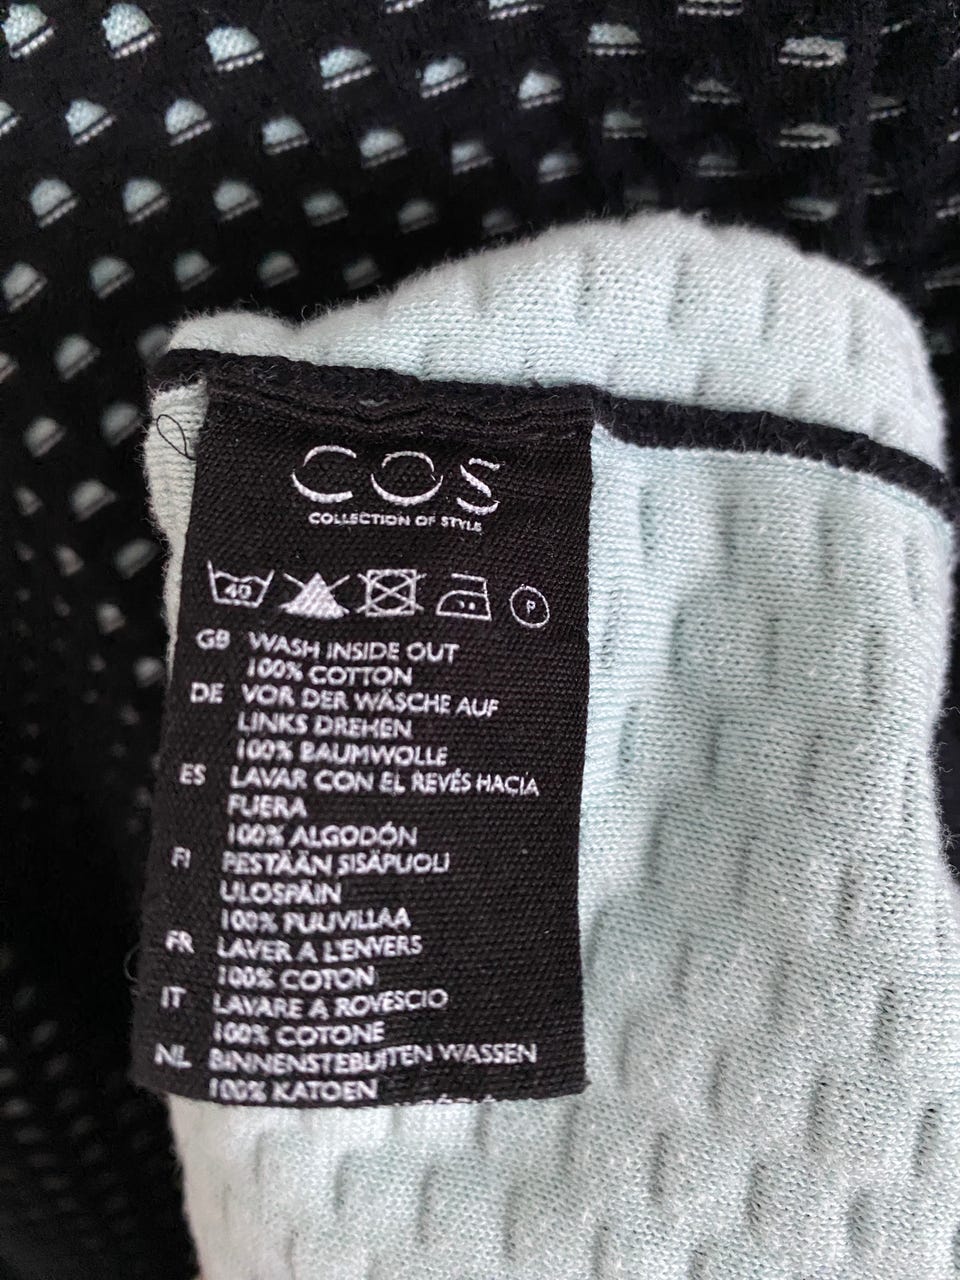 COS
COLLECTION OF STYLE
40
P
GB WASH INSIDE OUT
100% COTTON
DE VOR DER WÄSCHE AUF
LINKS DREHEN
100% BAUMWOLLE
ES LAVAR CON EL REVÉS HACIA
FUERA
100% ALGODÓN
FI PESTÄÄN SISÄPUOLI
ULOSPÄIN
100% PUUVILLAA
FR LAVER A L'ENVERS
100% COTON
IT LAVARE A ROVESCIO
100% COTONE
NL BINNENSTEBUITEN WASSEN
100% KATOEN